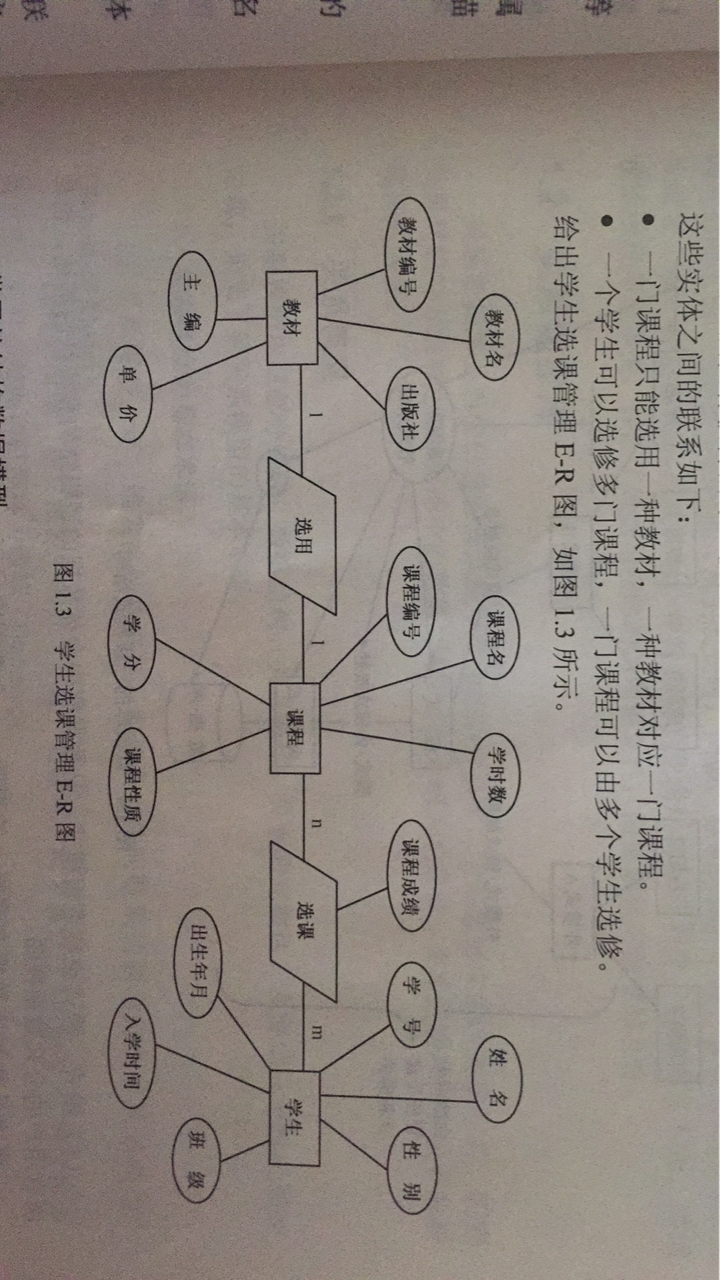 这些实体之间的联系如下：
● 一门课程只能选用一种教材，一种教材对应一门课程。
● 一个学生可以选修多门课程，一门课程可以由多个学生选修。
给出学生选课管理 E-R 图，如图 1.3 所示。
教材名
课程名
学时数
姓 名
教材编号
出版社
课程编号
课程成绩
学 号
性 别
教材
1
选用
1
课程
n
选课
m
学生
主 编
出生年月
班 级
单 价
学 分
课程性质
入学时间
图 1.3 学生选课管理 E-R 图
等
属
描
的
名
本
联